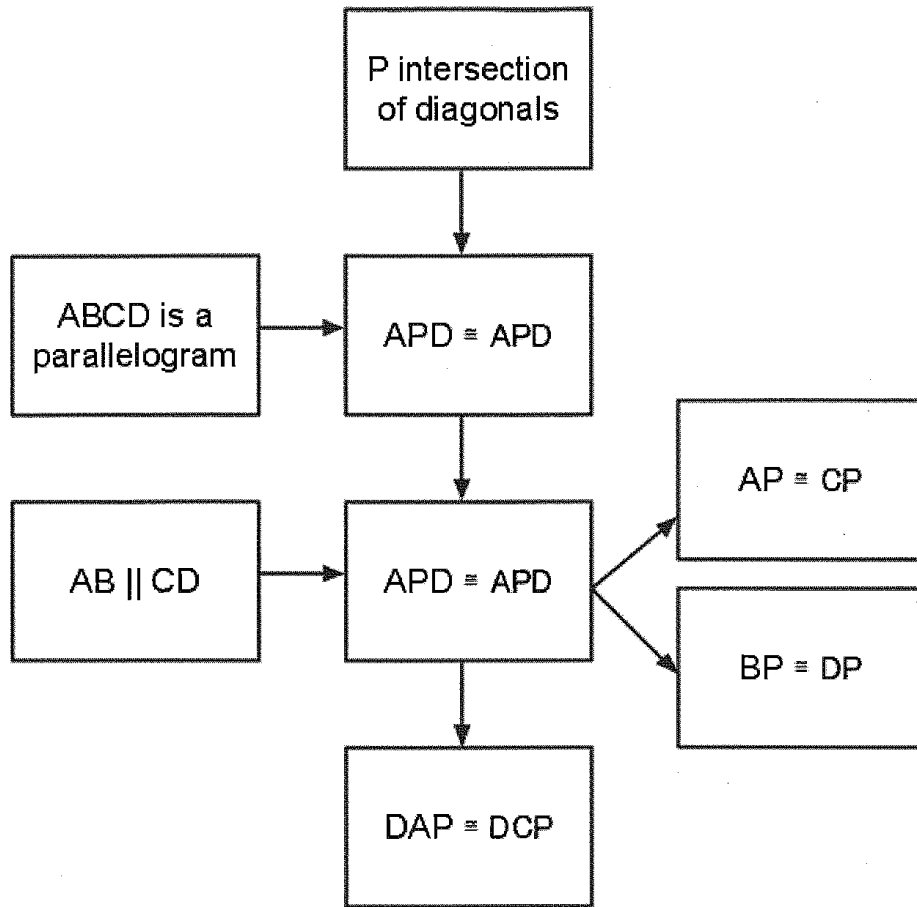 P intersection
of diagonals
ABCD is a
parallelogram
APD ≅ APD
AP ≅ CP
AB || CD
APD ≅ APD
BP ≅ DP
DAP ≅ DCP